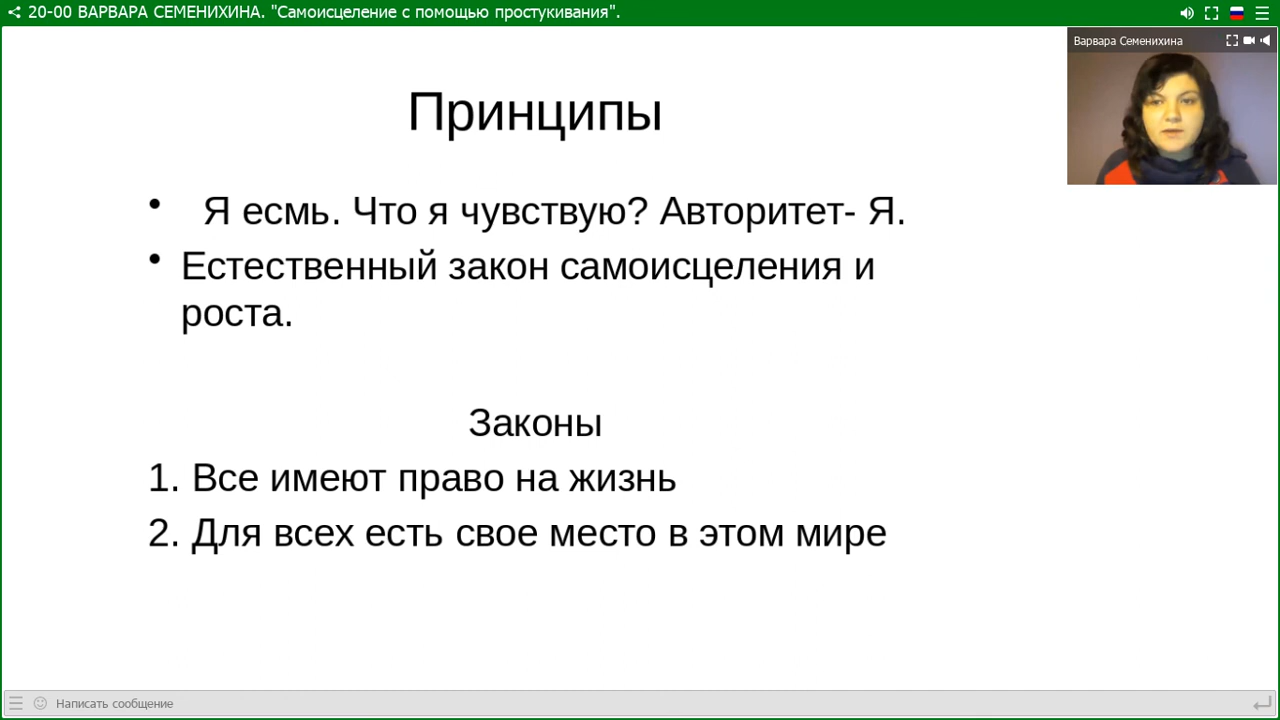 20-00 ВАРВАРА СЕМЕНИХИНА. "Самоисцеление с помощью простукивания".
Варвара Семенихина
Принципы
• Я есмь. Что я чувствую? Авторитет- Я.
• Естественный закон самоисцеления и
роста.
Законы
1. Все имеют право на жизнь
2. Для всех есть свое место в этом мире
Написать сообщение